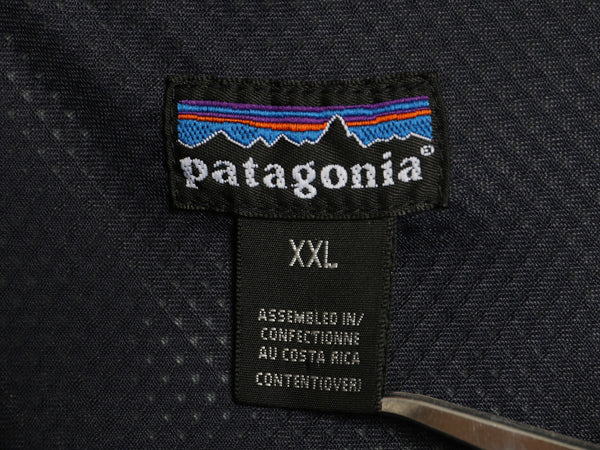 patagonia®
XXL
ASSEMBLED IN/
CONFECTIONNE
AU COSTA RICA
CONTENT(OVER)